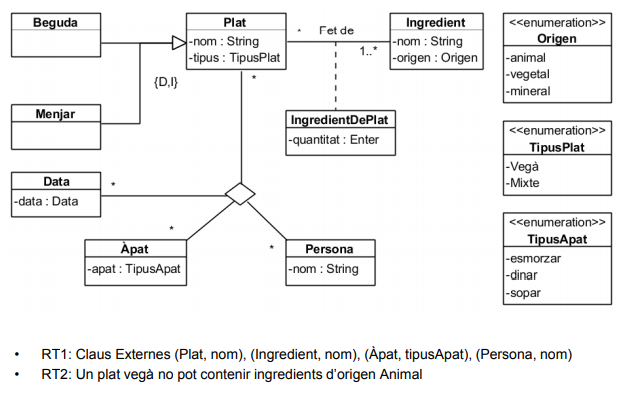 Beguda
Plat
-nom : String
-tipus : TipusPlat
*
Fet de
1..*
Ingredient
-nom : String
-origen : Origen
<<enumeration>>
Origen
-animal
-vegetal
-mineral
{D,I}
*
Menjar
IngredientDePlat
-quantitat : Enter
<<enumeration>>
TipusPlat
-Vegà
-Mixte
Data
-data : Data
*
*
*
Àpat
-apat : TipusApat
Persona
-nom : String
<<enumeration>>
TipusApat
-esmorzar
-dinar
-sopar
• RT1: Claus Externes (Plat, nom), (Ingredient, nom), (Àpat, tipusApat), (Persona, nom)
• RT2: Un plat vegà no pot contenir ingredients d’origen Animal